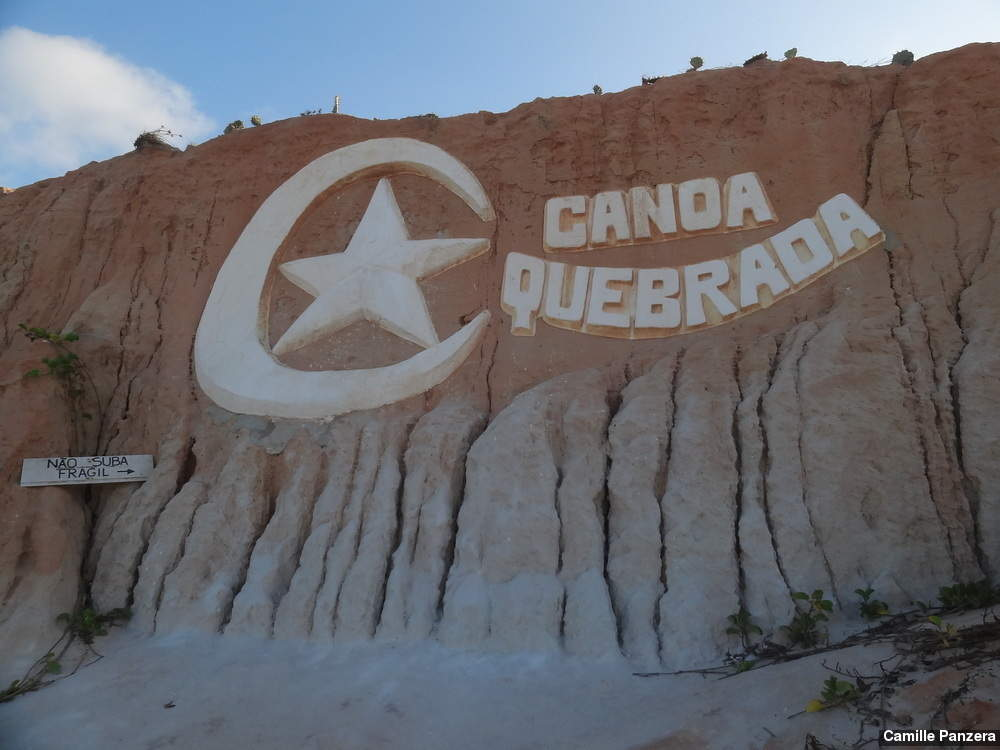 CANOA
QUEBRADA
NÃO SUBA
FRÁGIL →
Camille Panzera